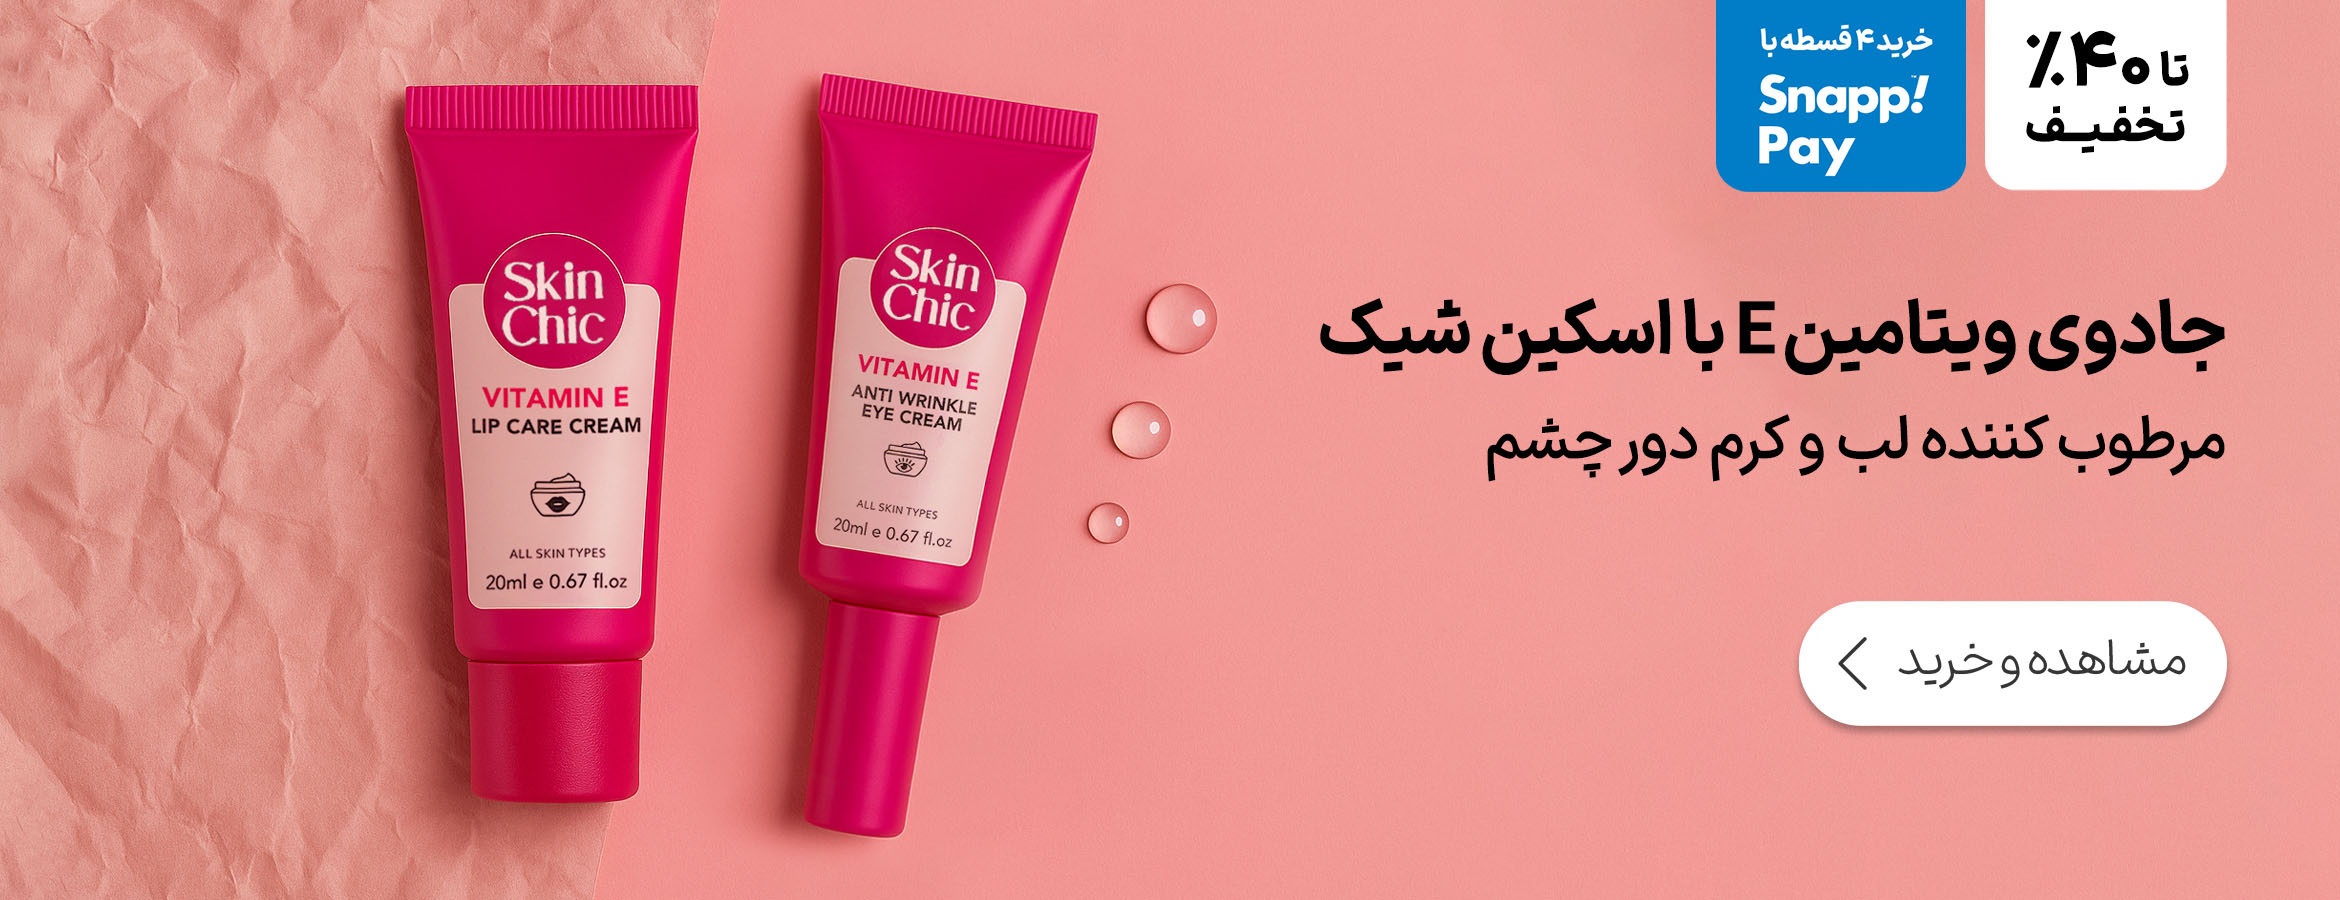 تا ۴۰٪
تخفیف
خرید ۴ قسطه با
Snapp!™
Pay
جادوی ویتامین E با اسکین شیک
مرطوب کننده لب و کرم دور چشم
مشاهده و خرید
Skin
Chic
VITAMIN E
LIP CARE CREAM
ALL SKIN TYPES
20ml e 0.67 fl.oz
Skin
Chic
VITAMIN E
ANTI WRINKLE
EYE CREAM
ALL SKIN TYPES
20ml e 0.67 fl.oz